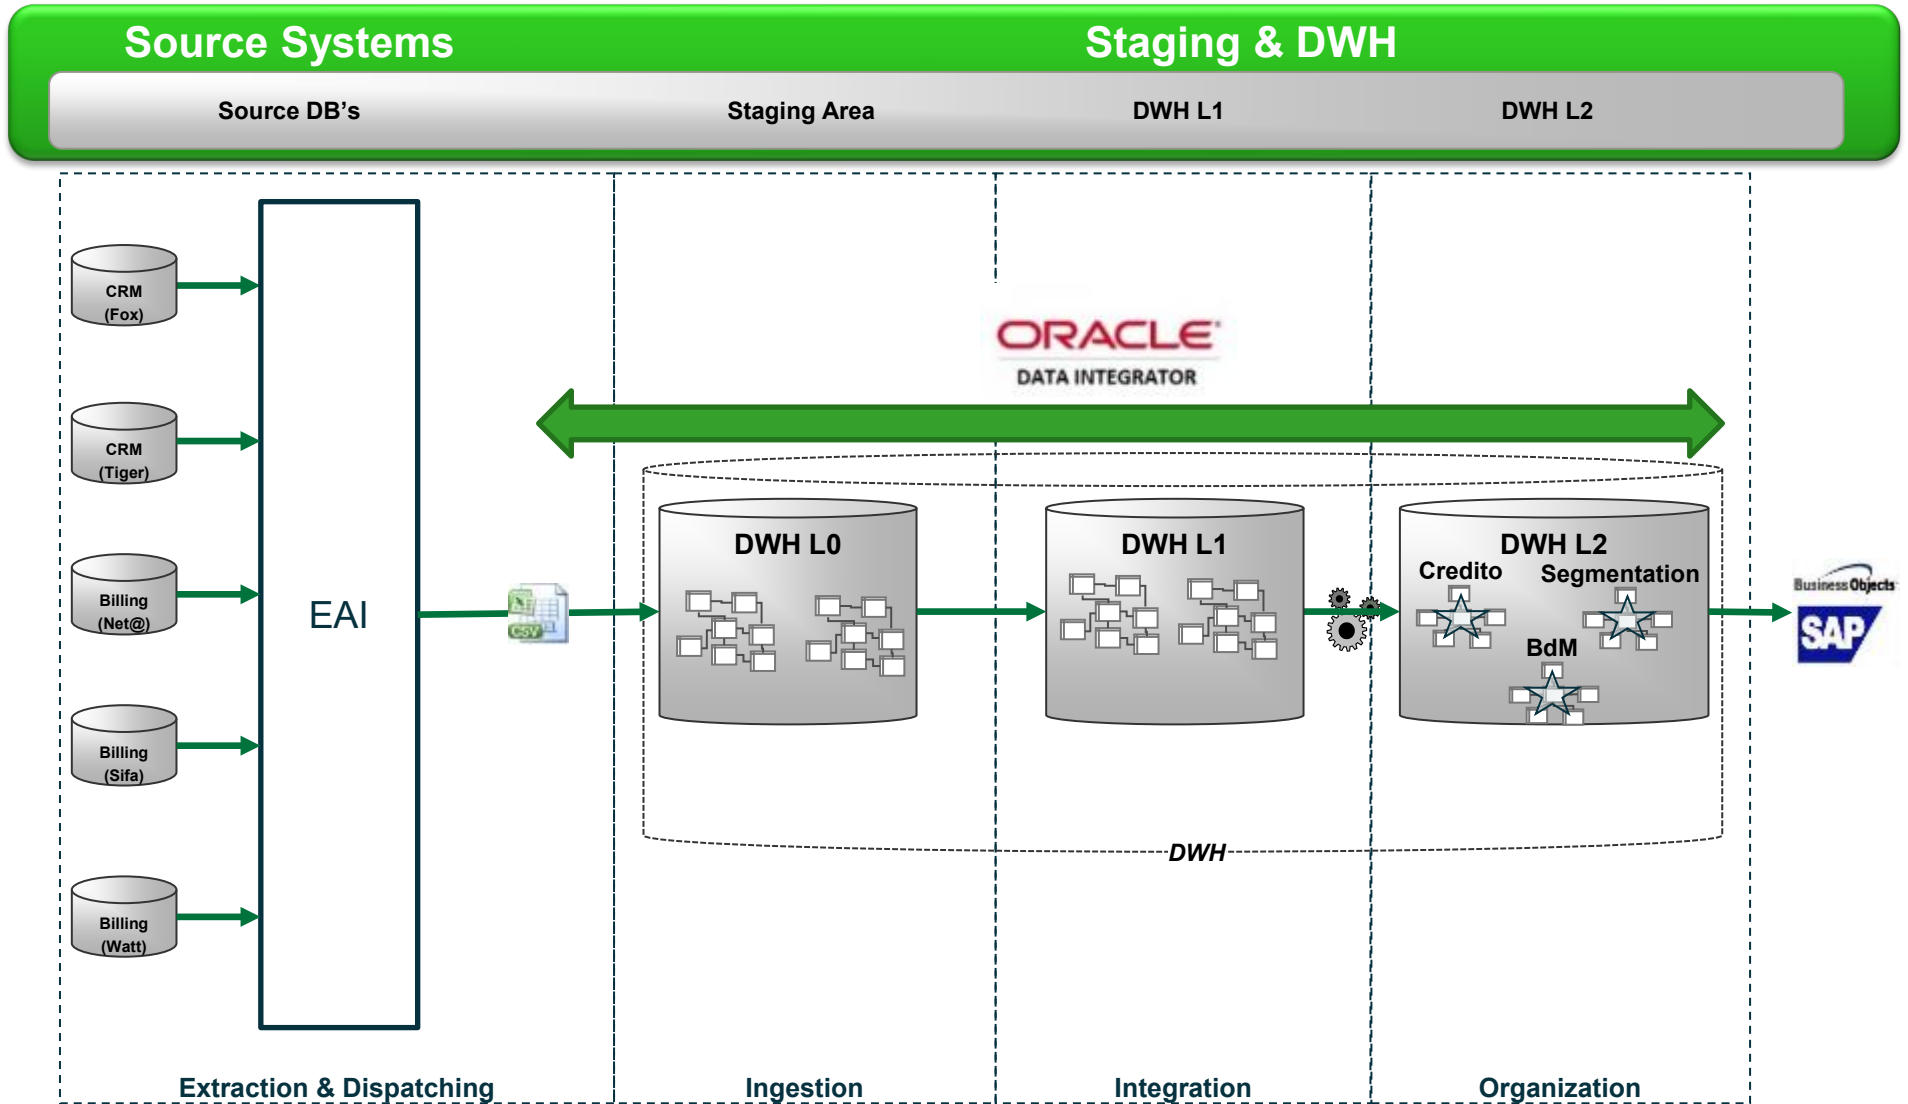 Source Systems
Staging & DWH
Source DB's
Staging Area
DWH L1
DWH L2
CRM
(Fox)
CRM
(Tiger)
Billing
(Net@)
Billing
(Sifa)
Billing
(Watt)
EAI
CSV
ORACLE
DATA INTEGRATOR
DWH L0
DWH L1
DWH L2
Credito
Segmentation
BdM
DWH
Business Objects
SAP
Extraction & Dispatching
Ingestion
Integration
Organization